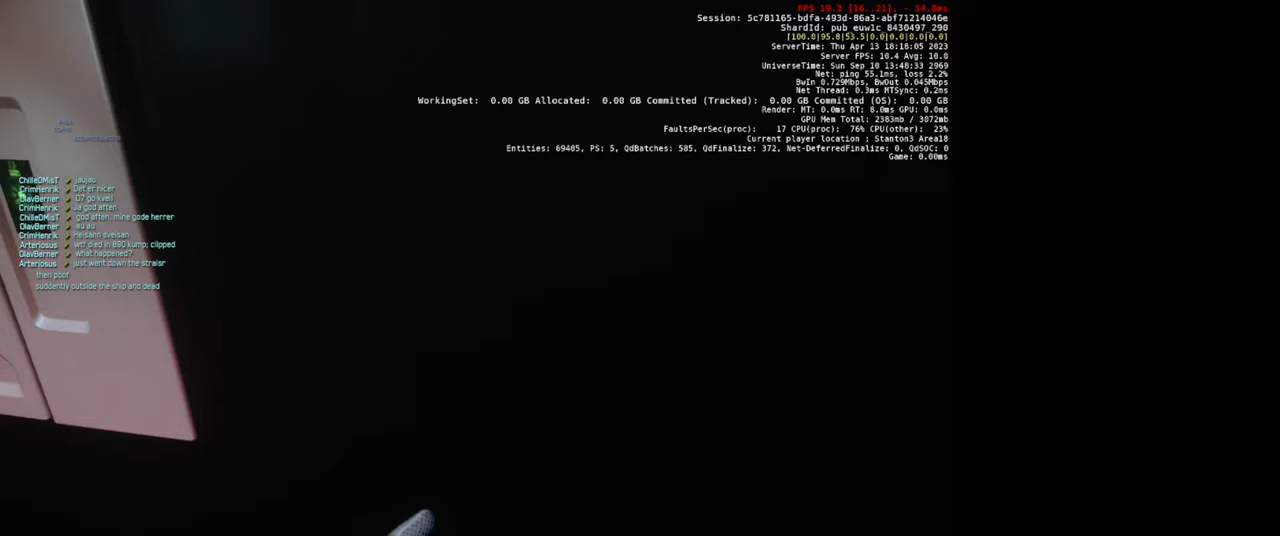 FPS 19.3 [16..21], - 54.0ms
Session: 5c781165-bdfa-493d-86a3-abf71214046e
ShardId: pub_euw1c_8430497_290
[100.0|95.8|53.5|0.0|0.0|0.0|0.0]
ServerTime: Thu Apr 13 18:18:05 2023
Server FPS: 10.4 Avg: 10.0
UniverseTime: Sun Sep 10 13:48:33 2969
Net: ping 55.1ms, loss 2.2%
BwIn 0.729Mbps, BwOut 0.045Mbps
Net Thread: 0.3ms MTSync: 0.2ms
WorkingSet: 0.00 GB Allocated: 0.00 GB Committed (Tracked): 0.00 GB Committed (OS): 0.00 GB
Render: MT: 0.0ms RT: 8.0ms GPU: 0.0ms
GPU Mem Total: 2383mb / 3072mb
FaultsPerSec(proc): 17 CPU(proc): 76% CPU(other): 23%
Current player location : Stanton3_Area18
Entities: 69405, PS: 5, QdBatches: 585, QdFinalize: 372, Net-DeferredFinalize: 0, QdSOC: 0
Game: 0.00ms
ChilleDMisT > jaujau
CrimHenrik > Det er nicer
OlavBerner > O7 go kveil
CrimHenrik > Ja god aften
ChilleDMisT > god aften, mine gode herrer
OlavBerner > au au
CrimHenrik > Heisann sveisan
Arteriosus > wtf died in 890 kump; clipped
OlavBerner > what happened?
Arteriosus > just went down the straisr
then poof
suddently outside the ship and dead